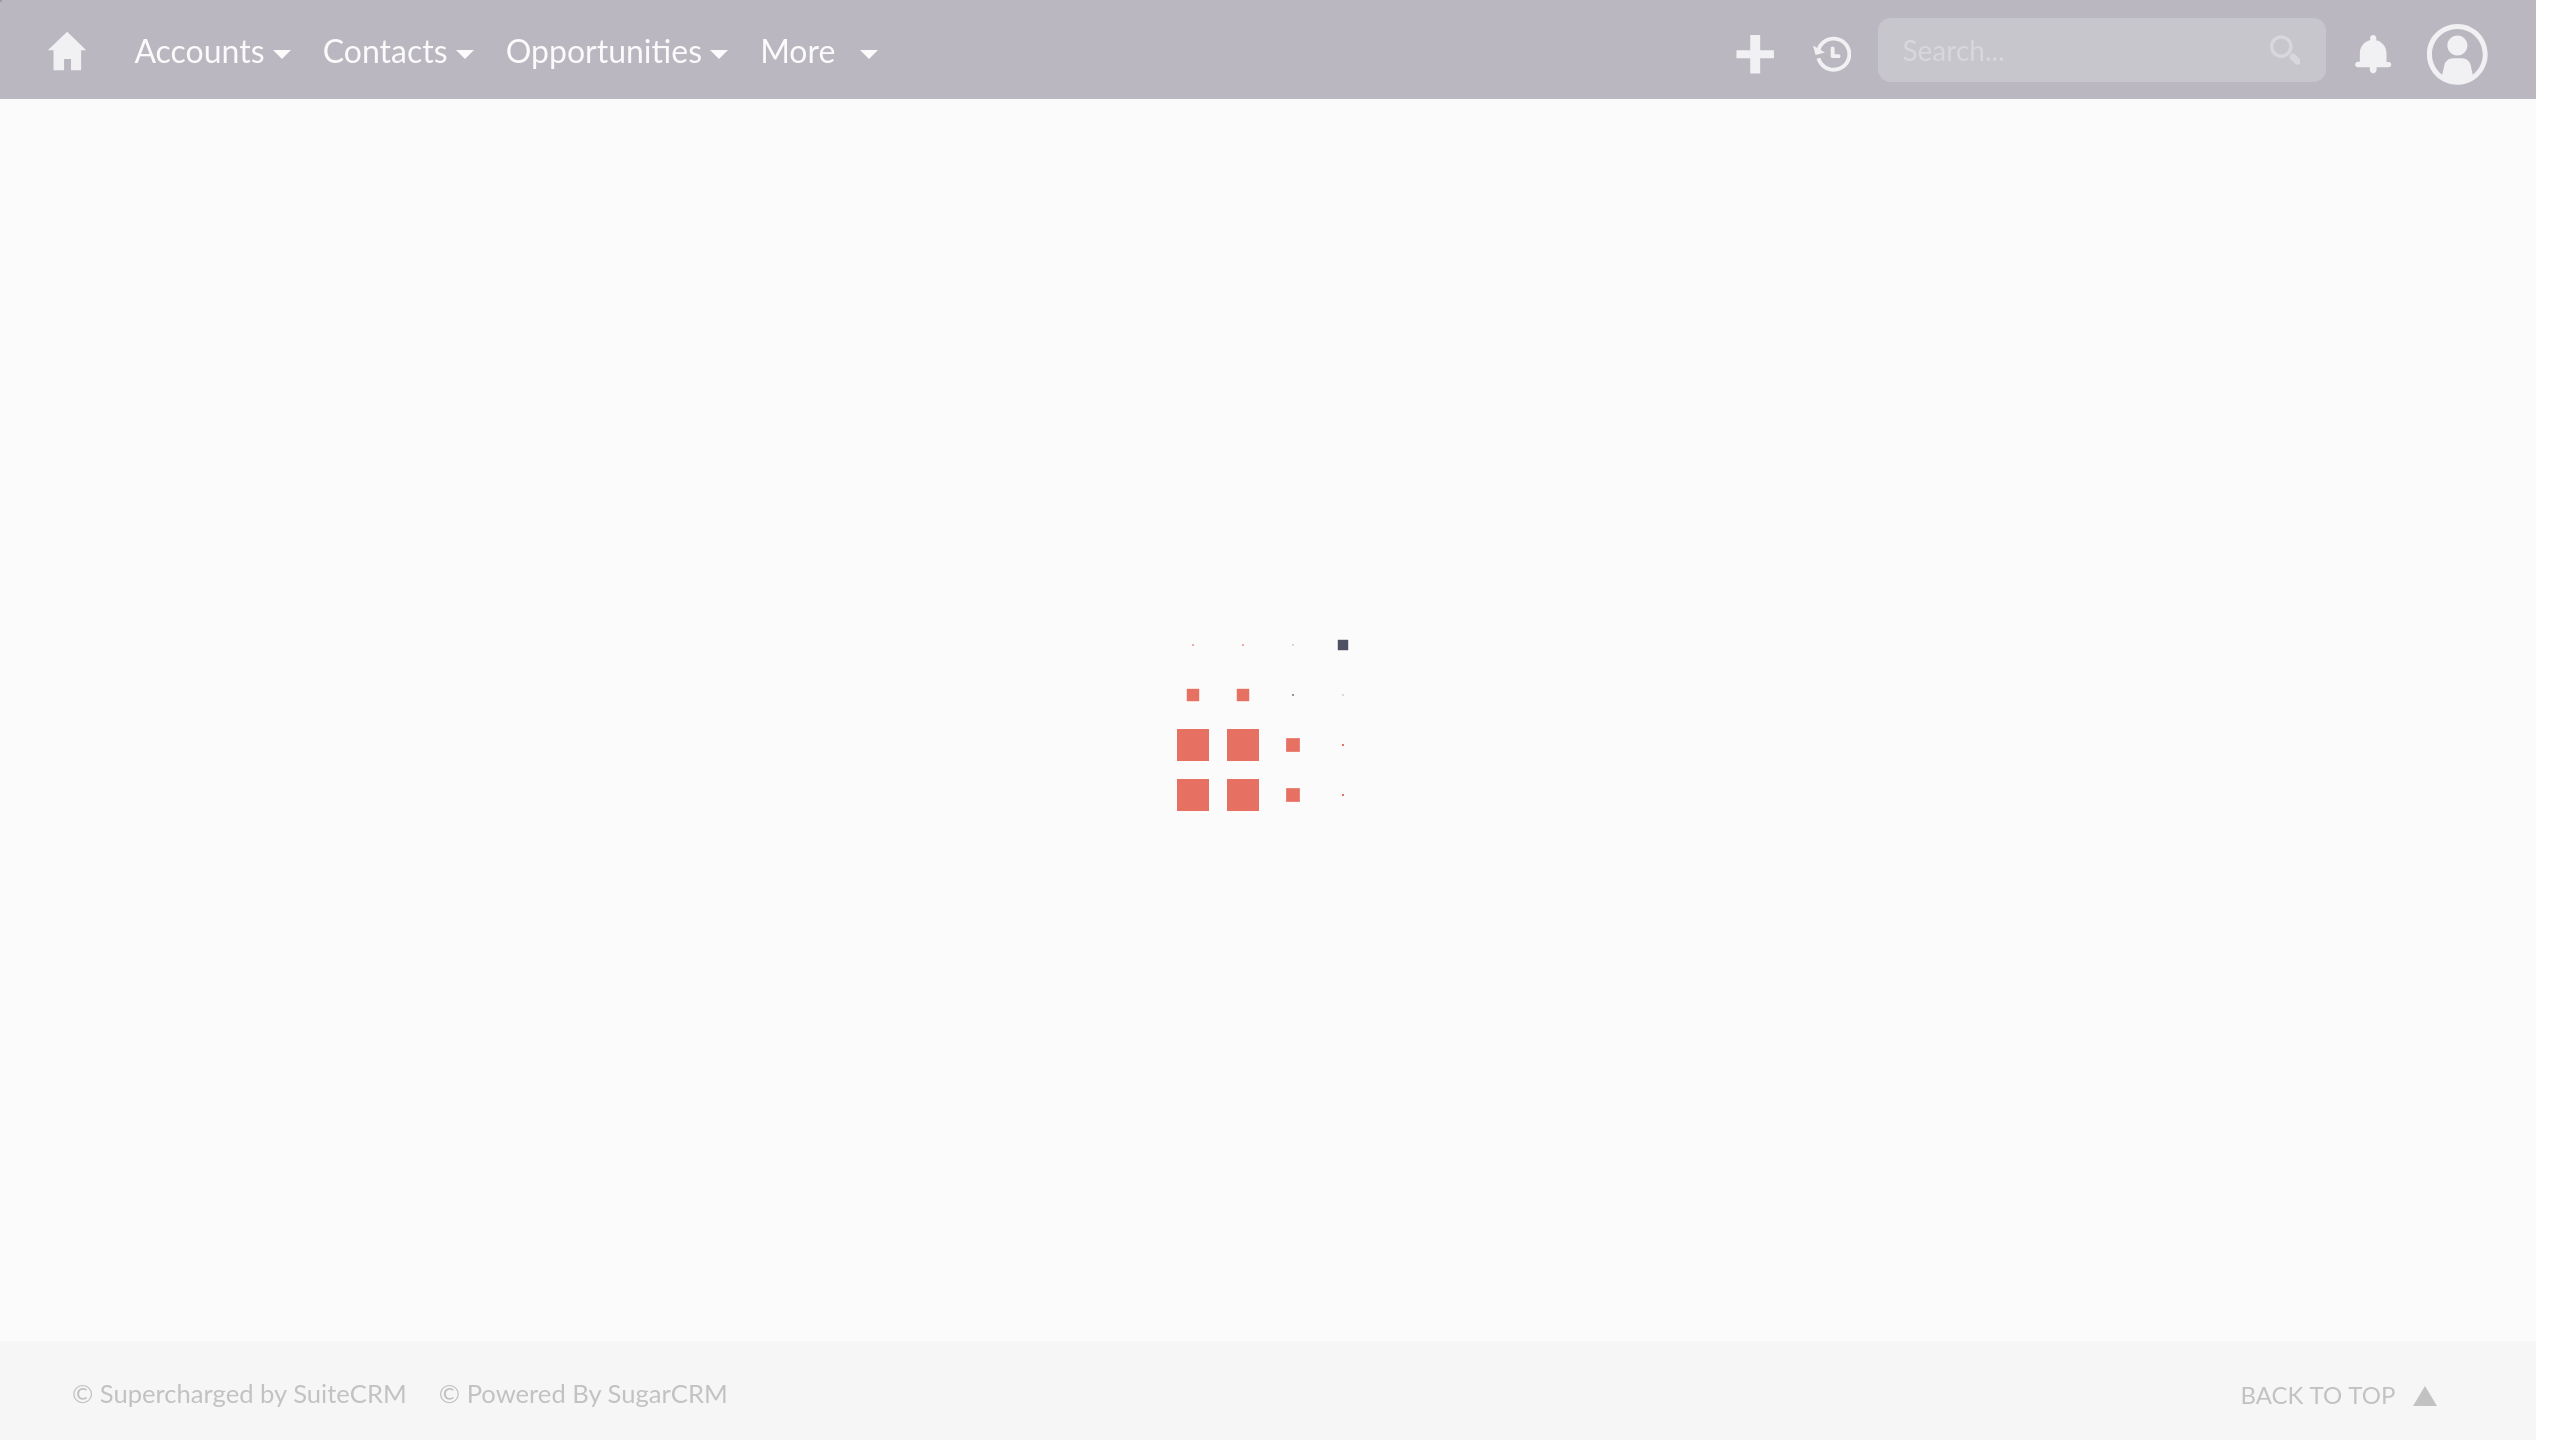 Accounts Contacts Opportunities More Search...
© Supercharged by SuiteCRM © Powered By SugarCRM BACK TO TOP